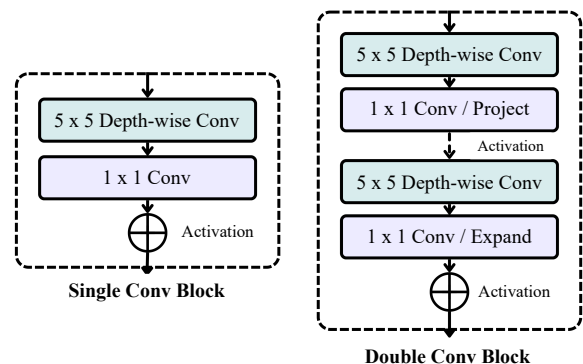 5 x 5 Depth-wise Conv
1 x 1 Conv
Activation
Single Conv Block
5 x 5 Depth-wise Conv
1 x 1 Conv / Project
Activation
5 x 5 Depth-wise Conv
1 x 1 Conv / Expand
Activation
Double Conv Block